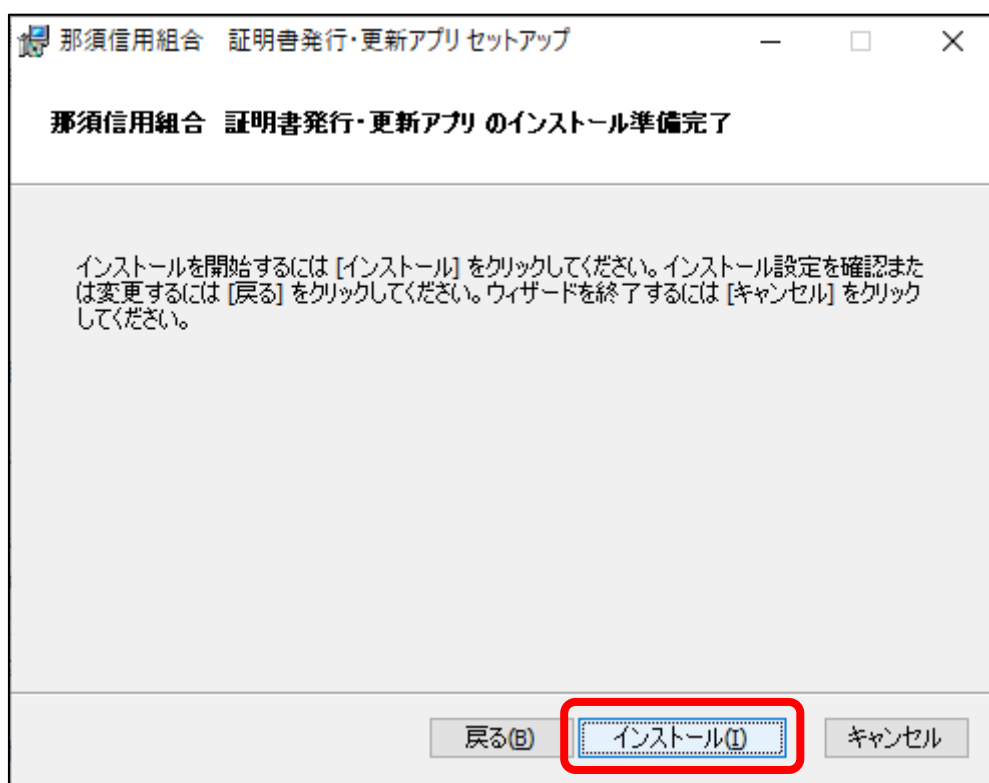 那須信用組合　証明書発行・更新アプリ セットアップ
那須信用組合　証明書発行・更新アプリ のインストール準備完了
インストールを開始するには [インストール] をクリックしてください。インストール設定を確認また
は変更するには [戻る] をクリックしてください。ウィザードを終了するには [キャンセル] をクリック
してください。
戻る(B)　インストール(I)　キャンセル